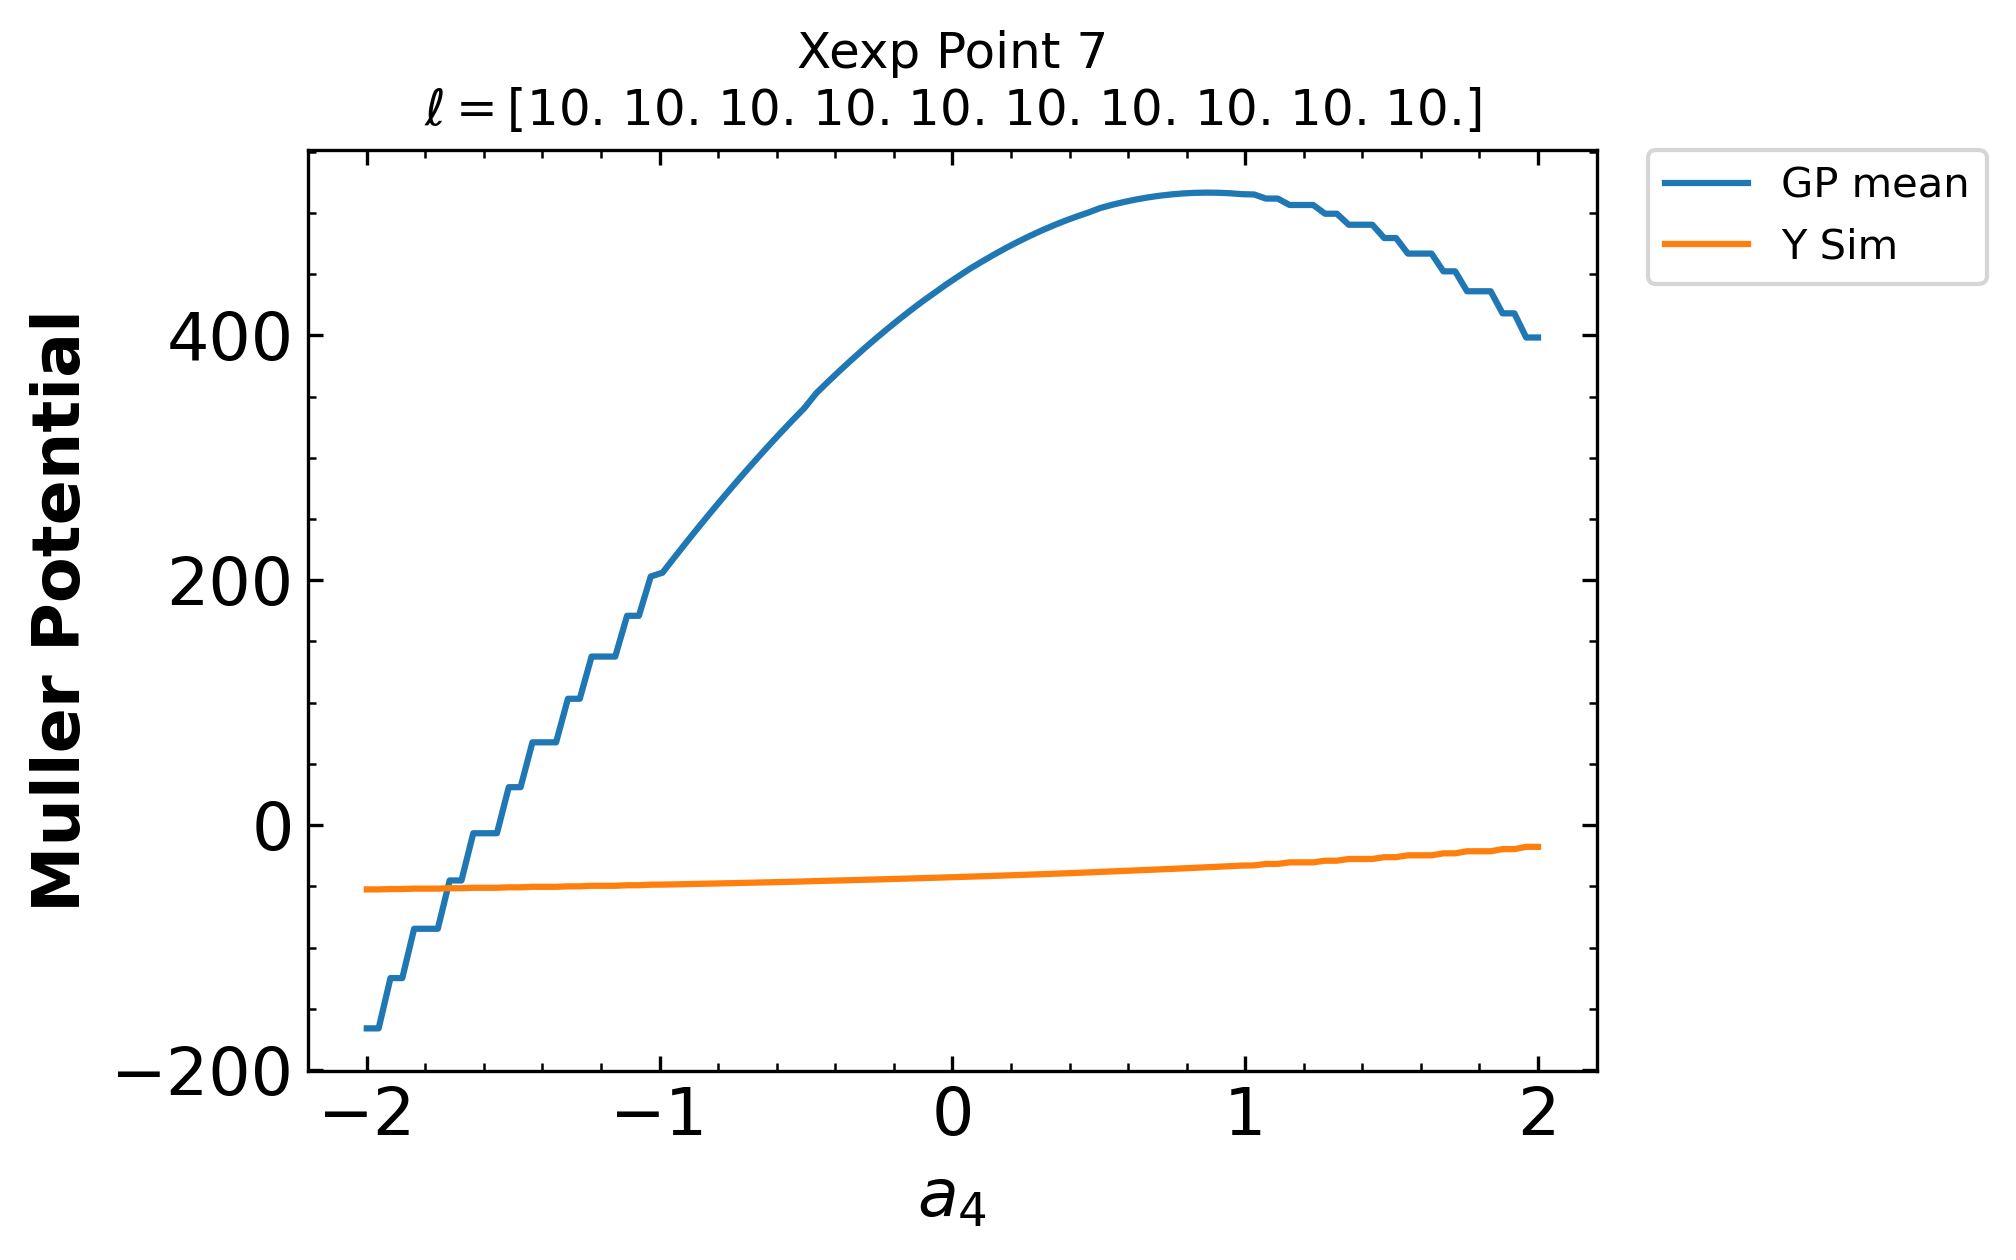 Xexp Point 7
ℓ = [10. 10. 10. 10. 10. 10. 10. 10. 10. 10.]
GP mean
Y Sim
Muller Potential
400
200
0
−200
−2 −1 0 1 2
a₄